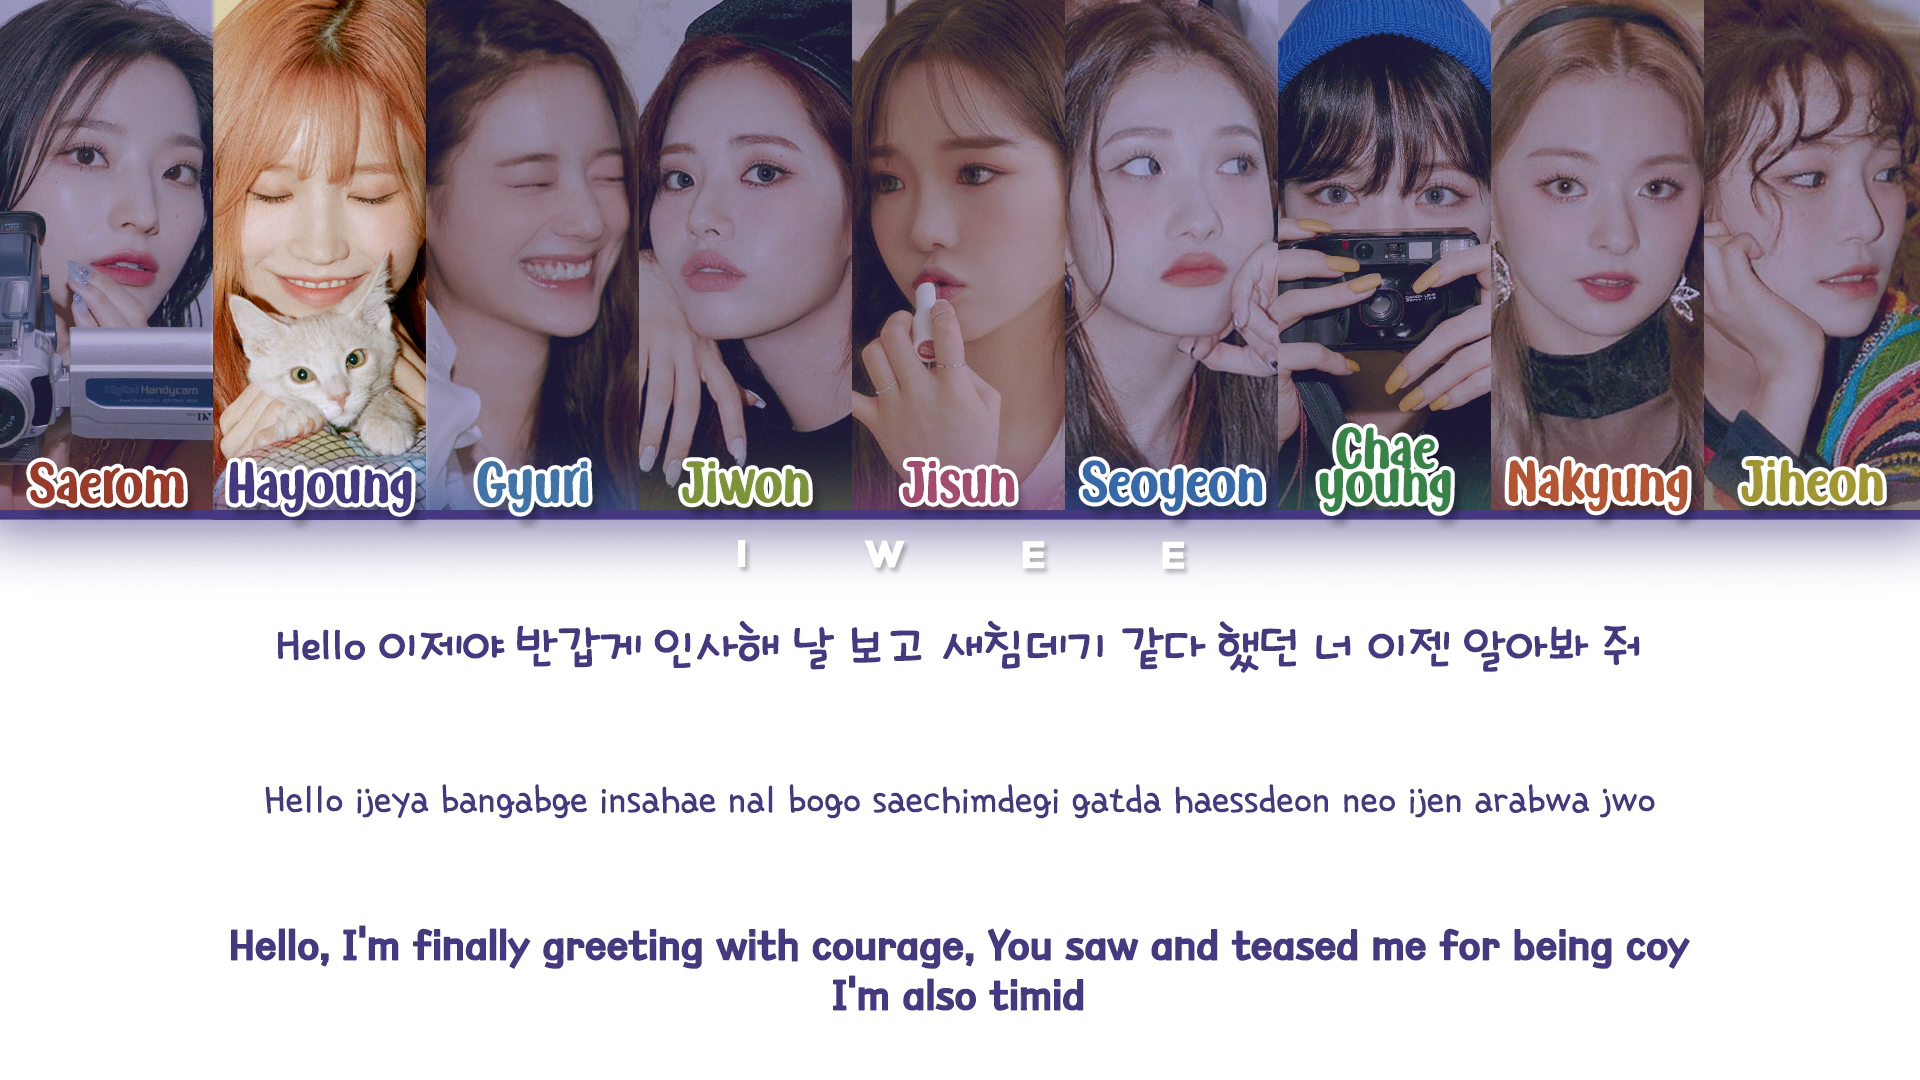 Digital Handycam
DV
Saerom
Hayoung
Gyuri
Jiwon
Jisun
Seoyeon
Chae
young
Nakyung
Jiheon
I W E E
Hello 이제야 반갑게 인사해 날 보고 새침데기 같다 했던 너 이젠 알아봐 줘
Hello ijeya bangabge insahae nal bogo saechimdegi gatda haessdeon neo ijen arabwa jwo
Hello, I'm finally greeting with courage, You saw and teased me for being coy
I'm also timid